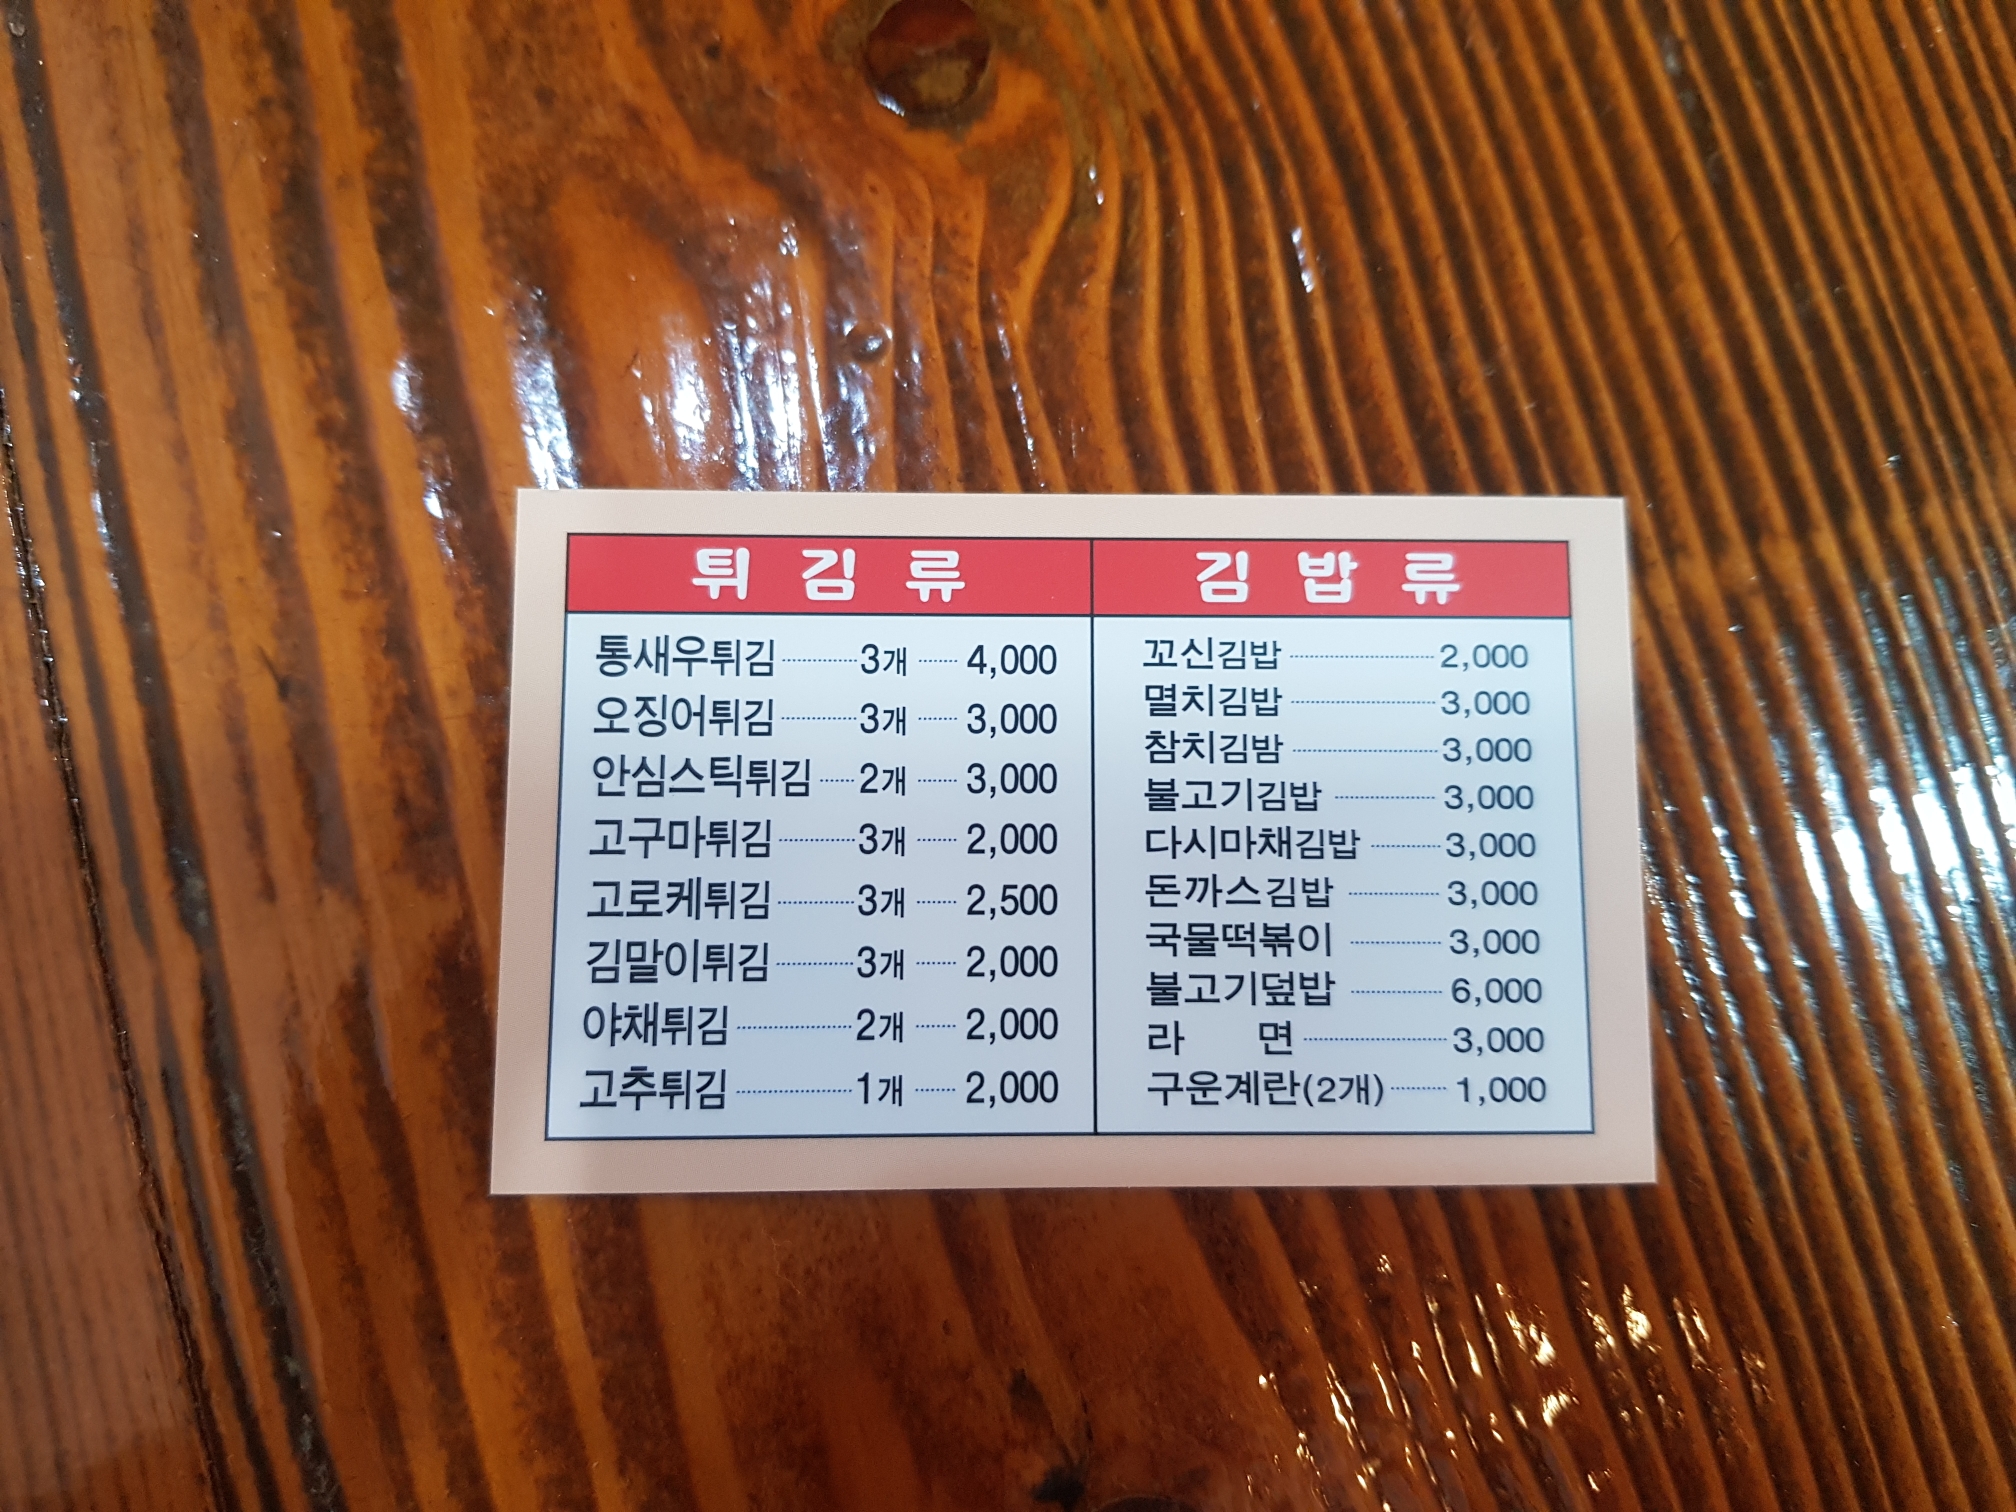 튀 김 류
통새우튀김 3개 4,000
오징어튀김 3개 3,000
안심스틱튀김 2개 3,000
고구마튀김 3개 2,000
고로케튀김 3개 2,500
김말이튀김 3개 2,000
야채튀김 2개 2,000
고추튀김 1개 2,000
김 밥 류
꼬신김밥 2,000
멸치김밥 3,000
참치김밤 3,000
불고기김밥 3,000
다시마채김밥 3,000
돈까스김밥 3,000
국물떡볶이 3,000
불고기덮밥 6,000
라 면 3,000
구운계란(2개) 1,000